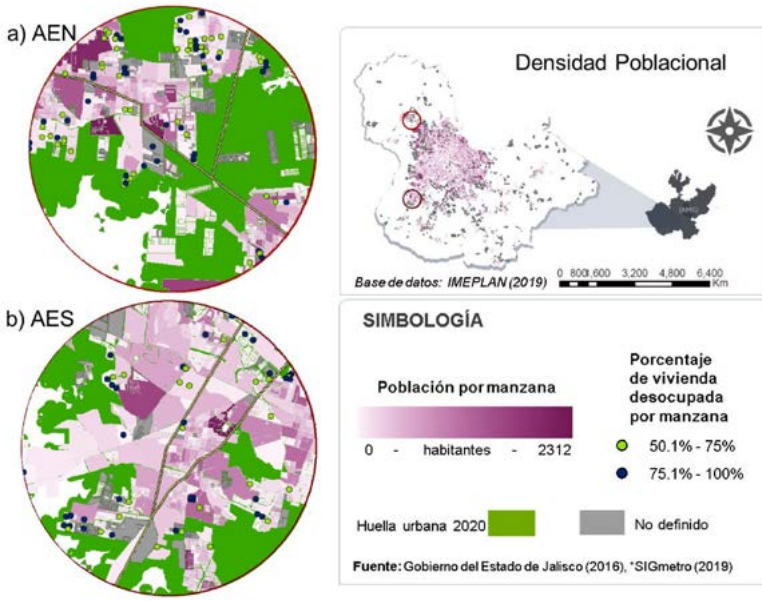 a) AEN
b) AES
Densidad Poblacional
Base de datos: IMEPLAN (2019)
0 800 1,600 3,200 4,800 6,400
Km
SIMBOLOGÍA
Población por manzana
0 - habitantes - 2312
Porcentaje
de vivienda
desocupada
por manzana
50.1% - 75%
75.1% - 100%
Huella urbana 2020
No definido
Fuente: Gobierno del Estado de Jalisco (2016), *SIGmetro (2019)